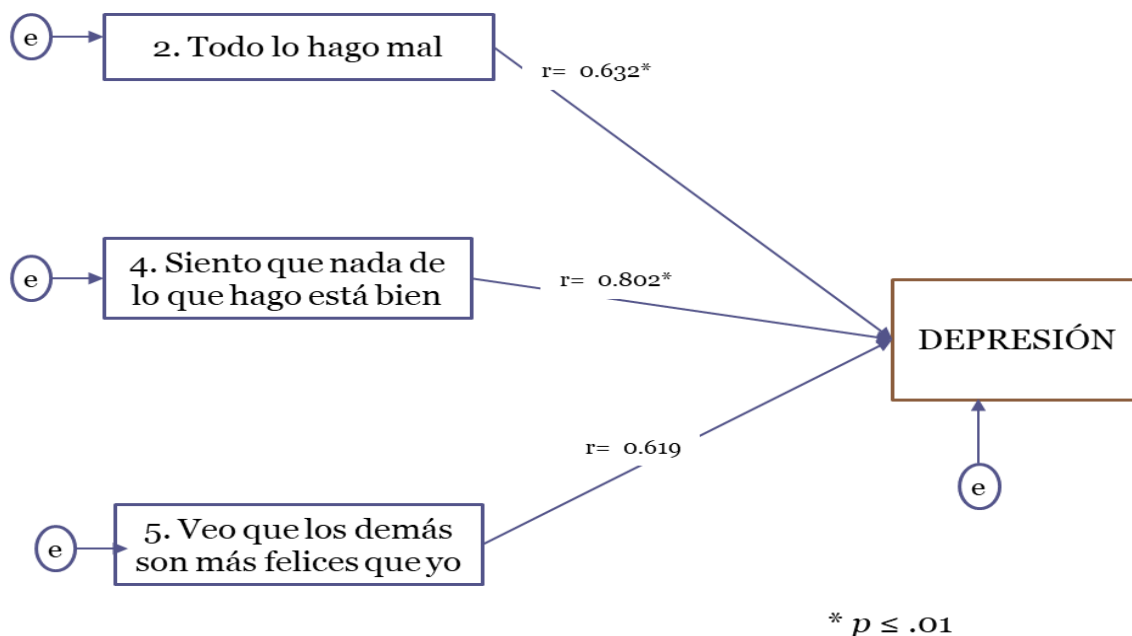 e
2. Todo lo hago mal
r= 0.632*
e
4. Siento que nada de
lo que hago está bien
r= 0.802*
DEPRESIÓN
r= 0.619
e
e
5. Veo que los demás
son más felices que yo
* p ≤ .01